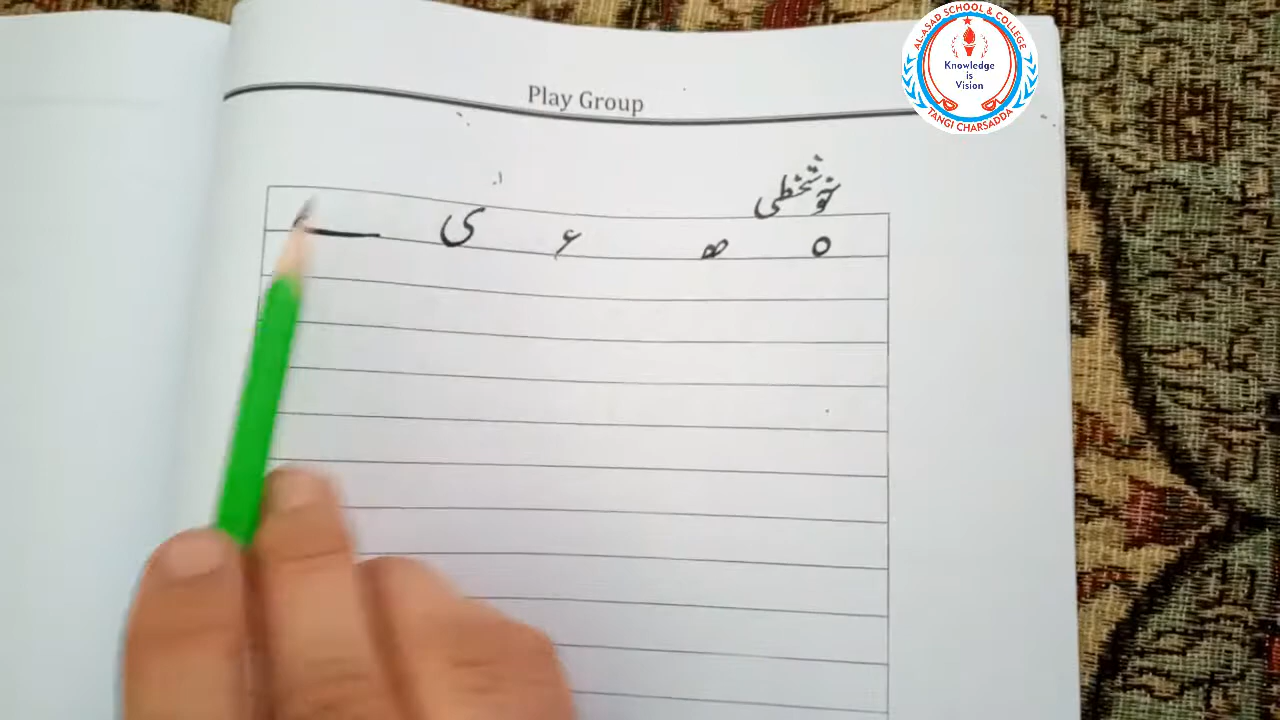 AL-ASAD SCHOOL & COLLEGE
Knowledge
is
Vision
TANGI CHARSADDA
Play Group
خوشخطی
ہ ھ ء ی ے